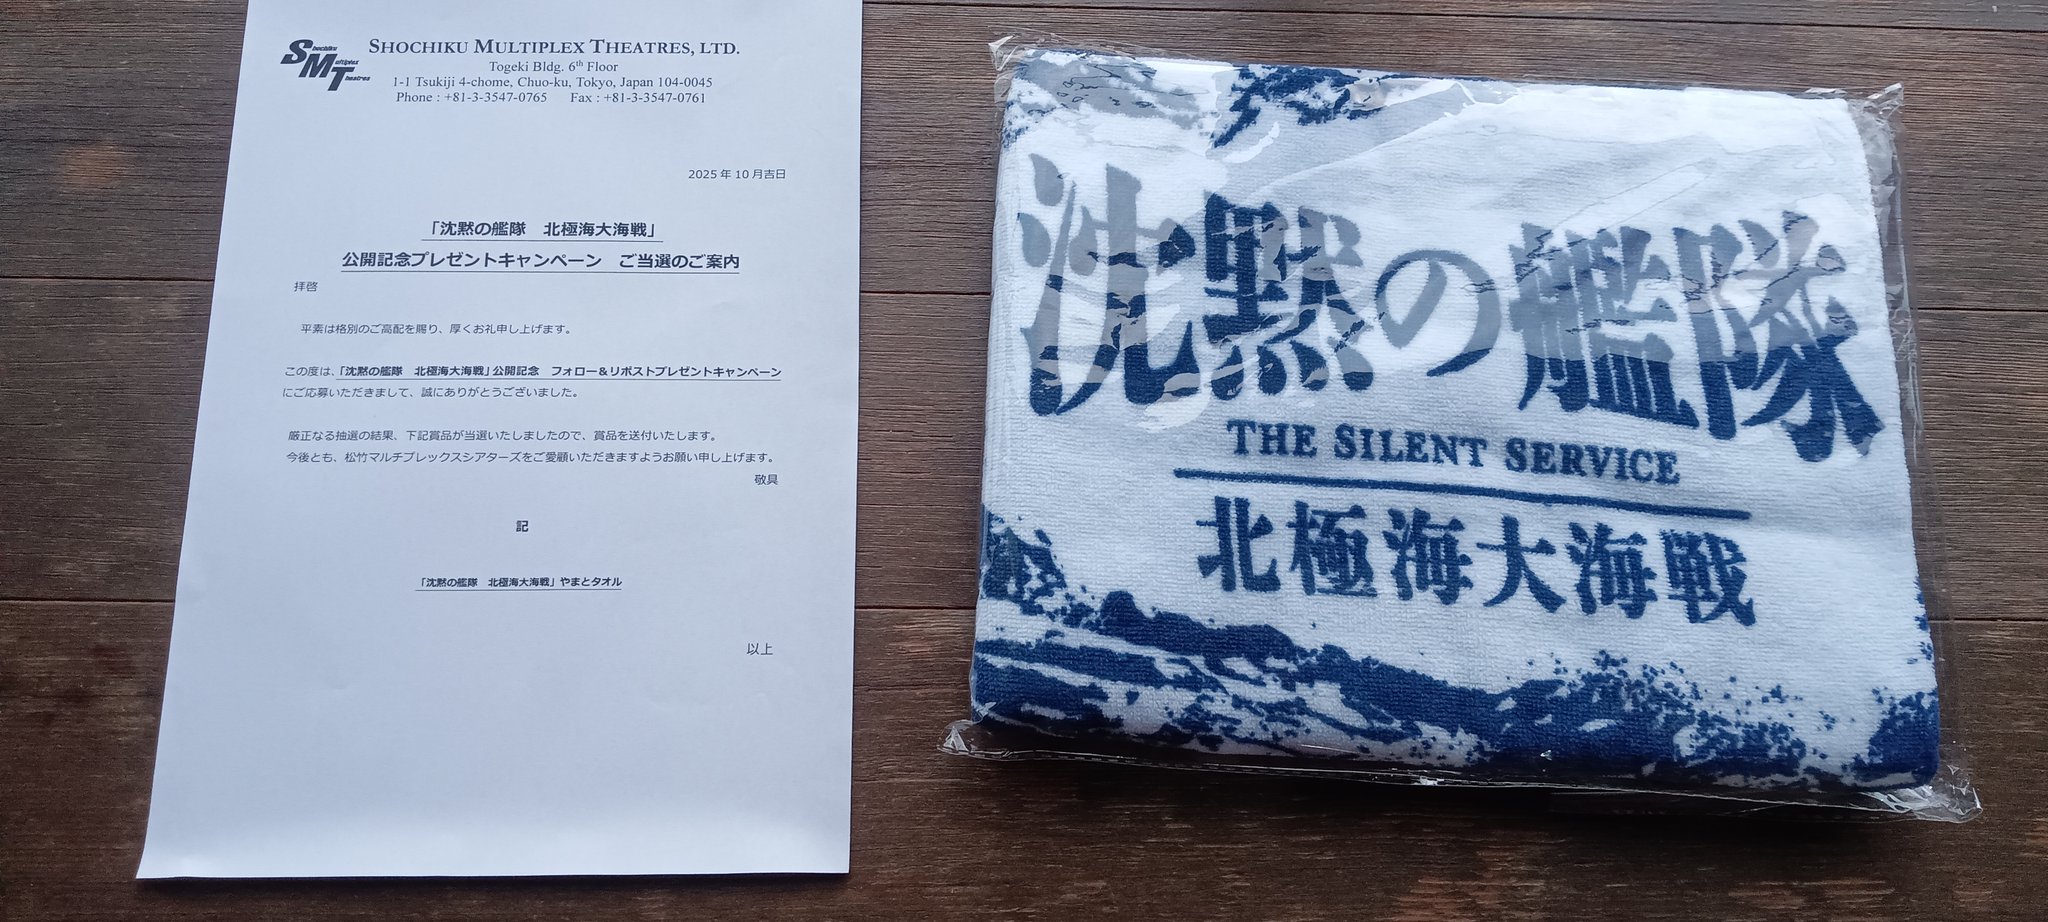 Shochiku Multiplex Theatres
SHOCHIKU MULTIPLEX THEATRES, LTD.
Togeki Bldg. 6th Floor
1-1 Tsukiji 4-chome, Chuo-ku, Tokyo, Japan 104-0045
Phone : +81-3-3547-0765 Fax : +81-3-3547-0761
2025 年 10 月吉日
「沈黙の艦隊 北極海大海戦」
公開記念プレゼントキャンペーン ご当選のご案内
拝啓
平素は格別のご高配を賜り、厚くお礼申し上げます。
この度は、「沈黙の艦隊 北極海大海戦」公開記念 フォロー＆リポストプレゼントキャンペーン
にご応募いただきまして、誠にありがとうございました。
厳正なる抽選の結果、下記賞品が当選いたしましたので、賞品を送付いたします。
今後とも、松竹マルチプレックスシアターズをご愛顧いただきますようお願い申し上げます。
敬具
記
「沈黙の艦隊 北極海大海戦」やまとタオル
以上
沈黙の艦隊
THE SILENT SERVICE
北極海大海戦